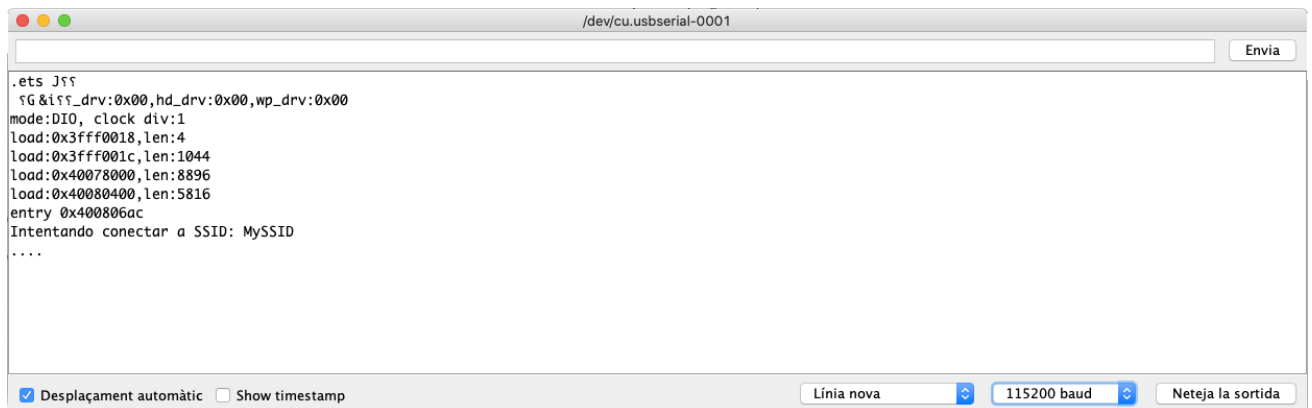 /dev/cu.usbserial-0001
Envia
.ets J⸮⸮
⸮G&i⸮⸮_drv:0x00,hd_drv:0x00,wp_drv:0x00
mode:DIO, clock div:1
load:0x3fff0018,len:4
load:0x3fff001c,len:1044
load:0x40078000,len:8896
load:0x40080400,len:5816
entry 0x400806ac
Intentando conectar a SSID: MySSID
....
Desplaçament automàtic Show timestamp Línia nova 115200 baud Neteja la sortida